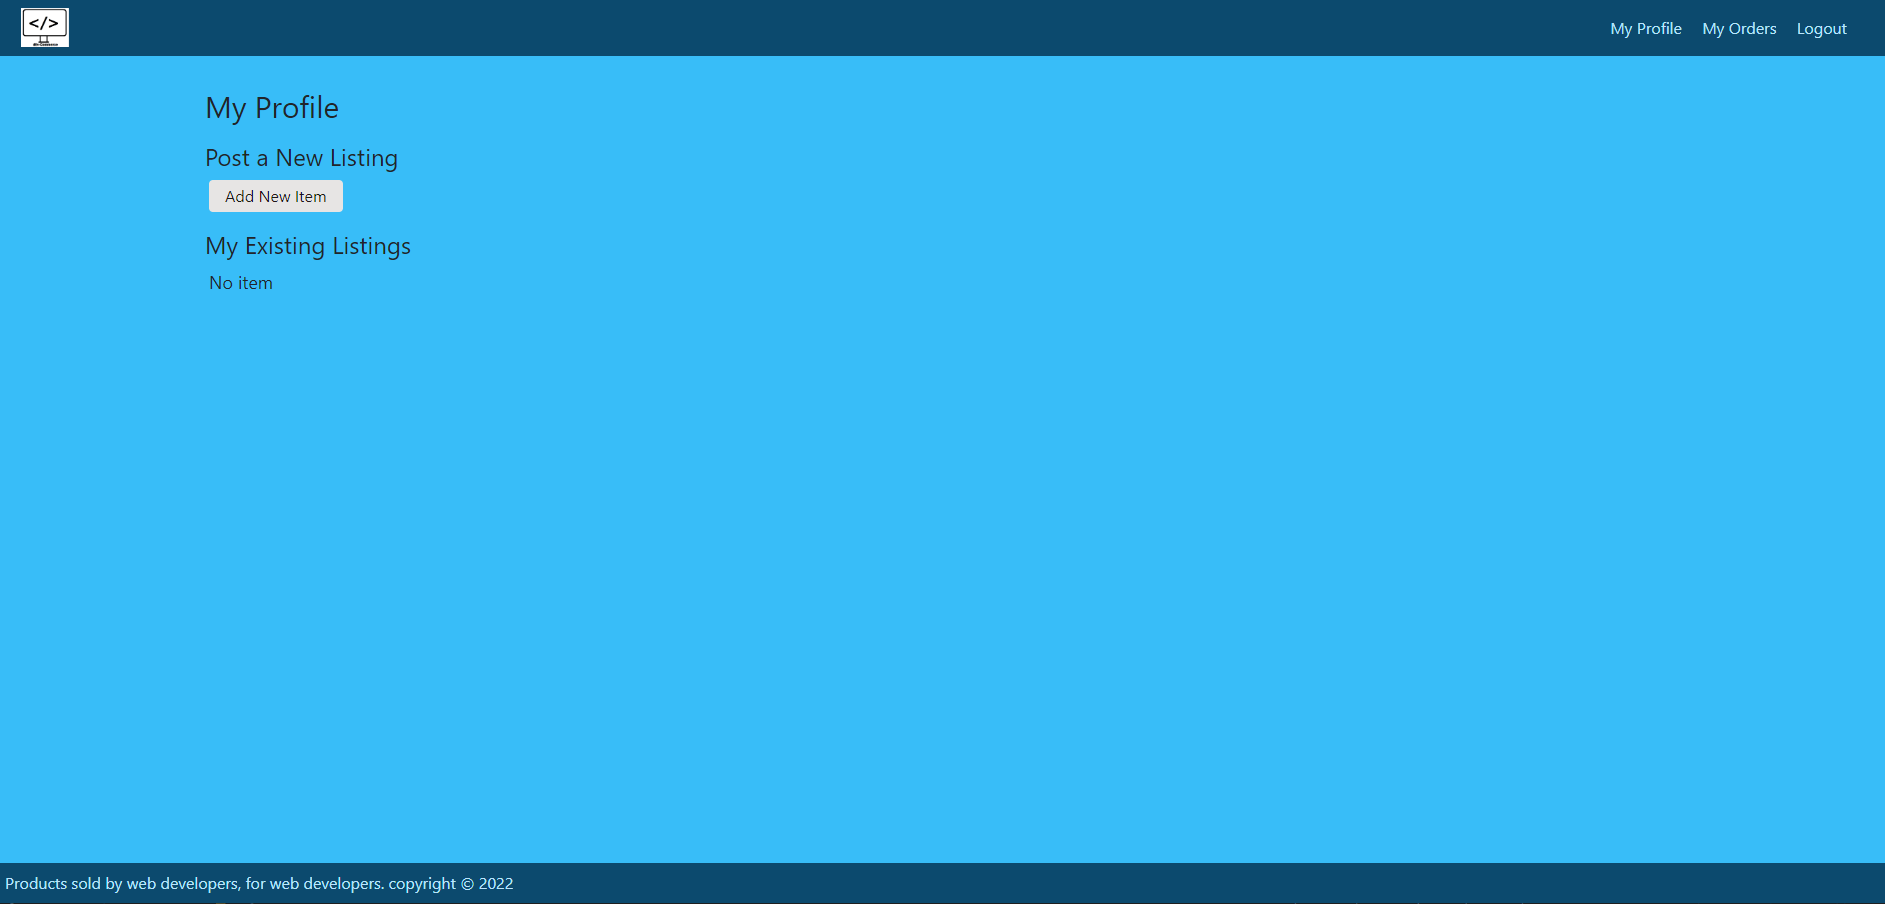 </>
My Profile My Orders Logout
My Profile
Post a New Listing
Add New Item
My Existing Listings
No item
Products sold by web developers, for web developers. copyright © 2022